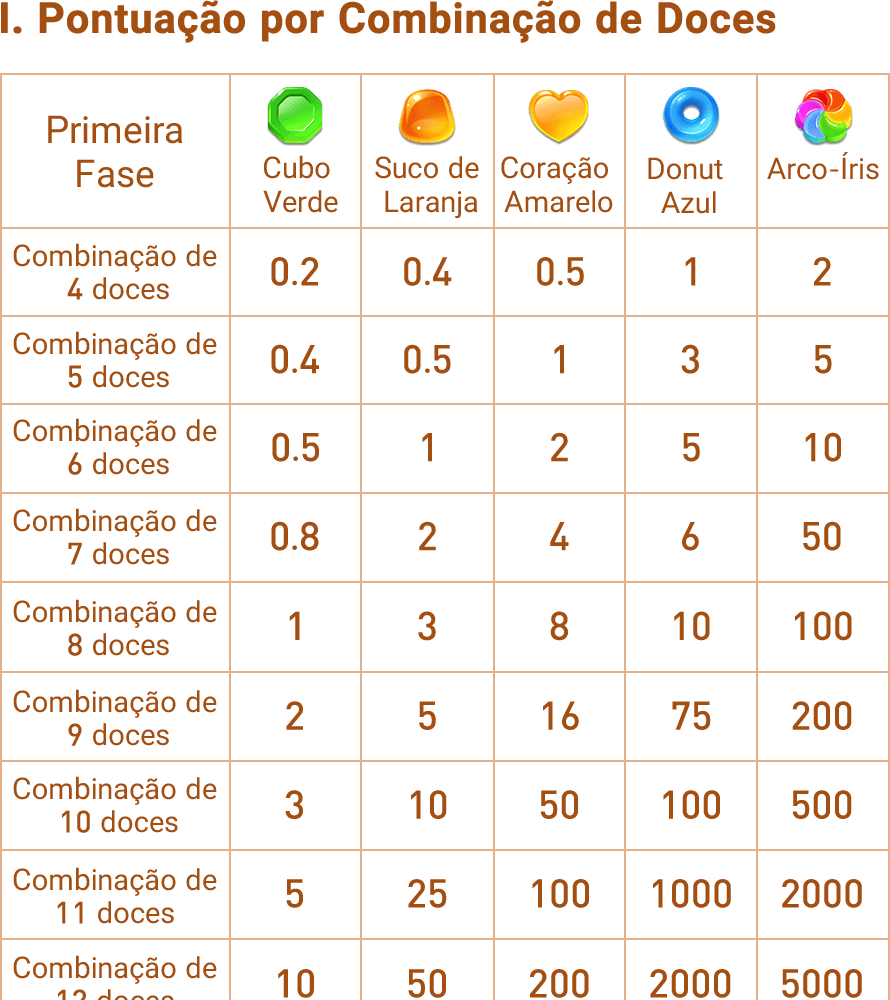 I. Pontuação por Combinação de Doces
Primeira
Fase
Cubo
Verde
Suco de
Laranja
Coração
Amarelo
Donut
Azul
Arco-Íris
Combinação de
4 doces
0.2 0.4 0.5 1 2
Combinação de
5 doces
0.4 0.5 1 3 5
Combinação de
6 doces
0.5 1 2 5 10
Combinação de
7 doces
0.8 2 4 6 50
Combinação de
8 doces
1 3 8 10 100
Combinação de
9 doces
2 5 16 75 200
Combinação de
10 doces
3 10 50 100 500
Combinação de
11 doces
5 25 100 1000 2000
Combinação de
12 doces
10 50 200 2000 5000